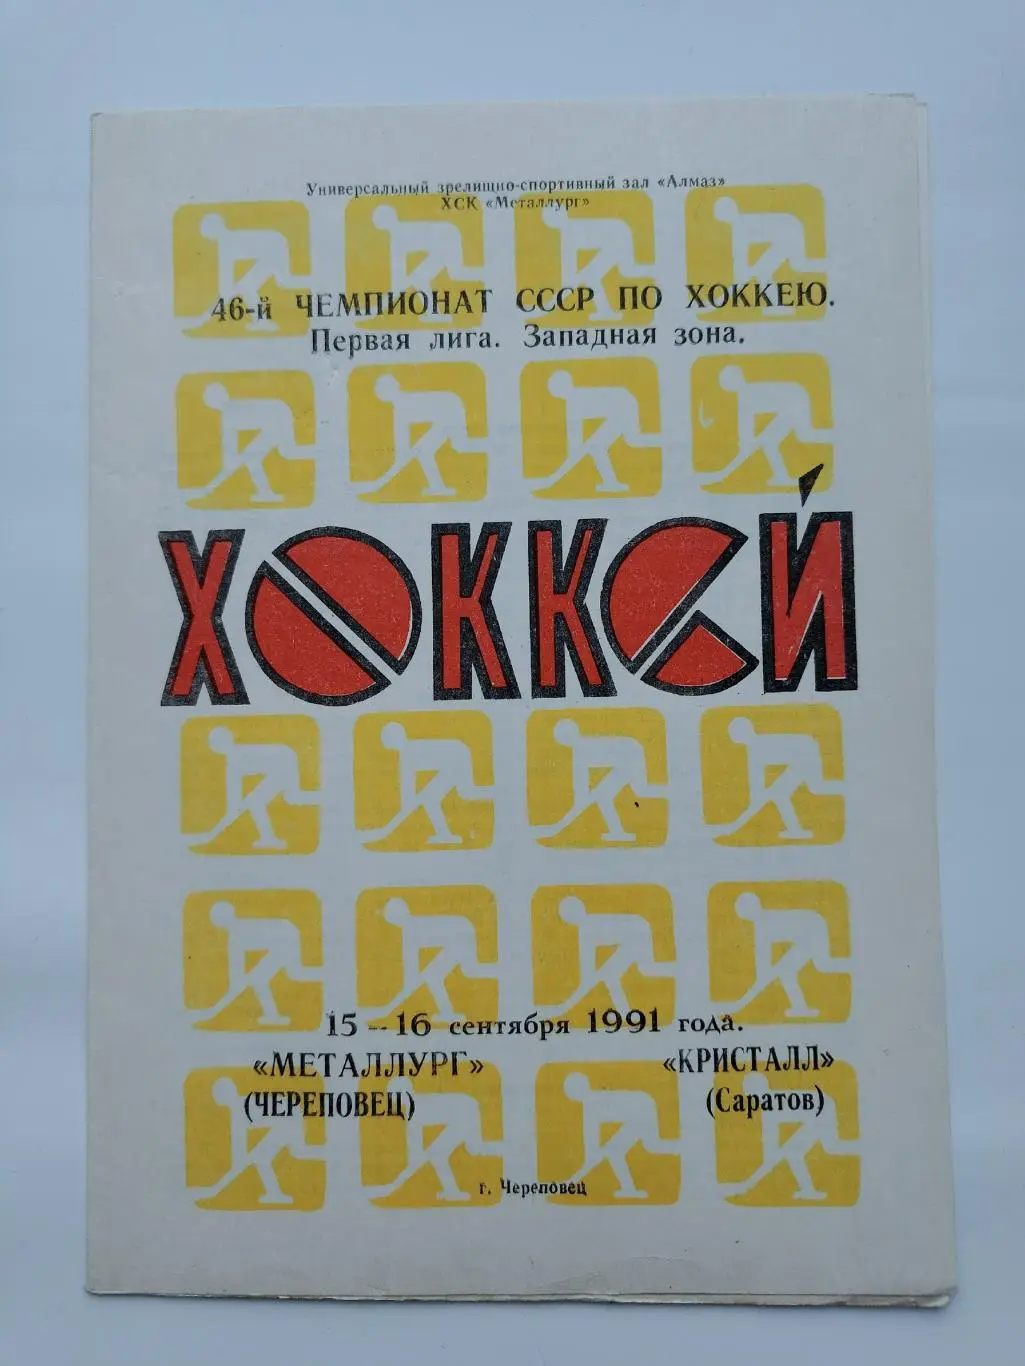 Универсальный зрелищно-спортивный зал «Алмаз»
ХСК «Металлург»
46-й ЧЕМПИОНАТ СССР ПО ХОККЕЮ.
Первая лига. Западная зона.
ХОККЕЙ
15—16 сентября 1991 года.
«МЕТАЛЛУРГ» «КРИСТАЛЛ»
(ЧЕРЕПОВЕЦ) (Саратов)
г. Череповец